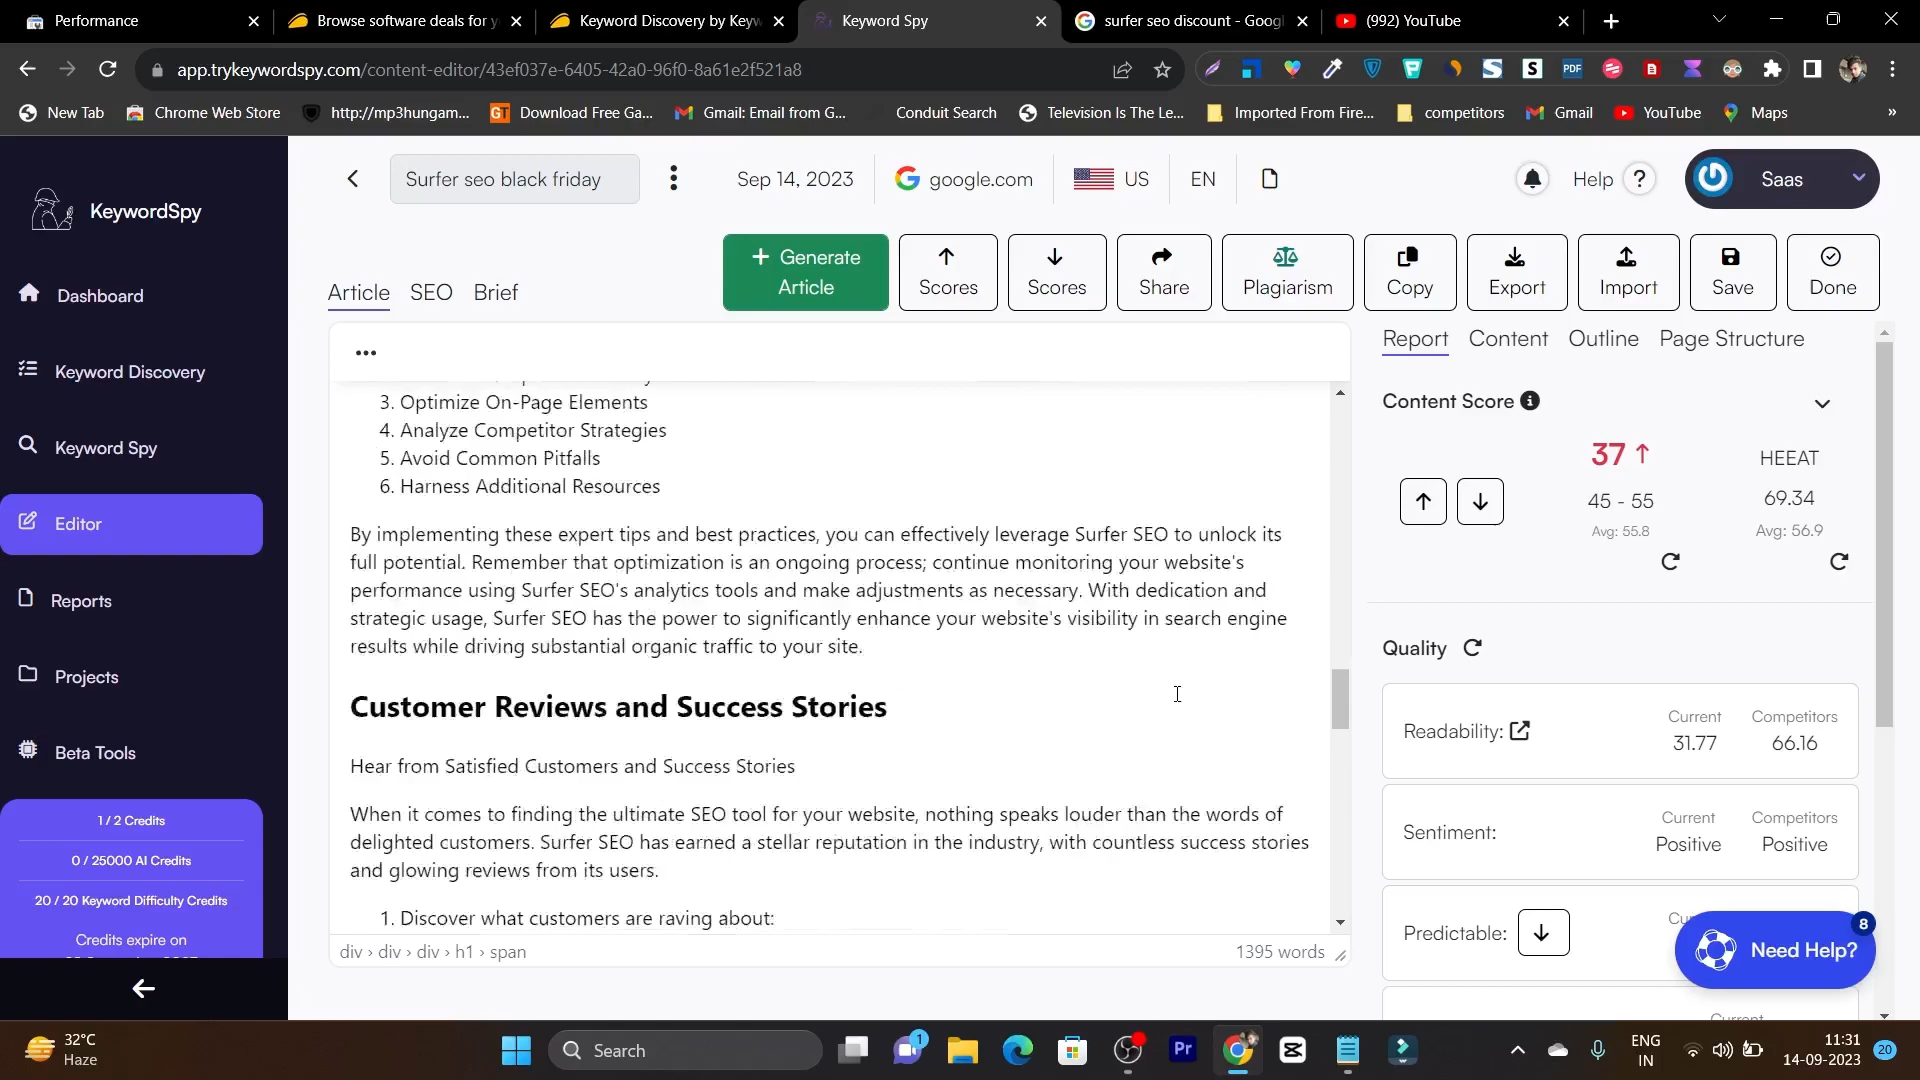 Performance
Browse software deals for y
Keyword Discovery by Key
Keyword Spy
surfer seo discount - Googl
(992) YouTube
app.trykeywordspy.com/content-editor/43ef037e-6405-42a0-96f0-8a61e2f521a8
New Tab
Chrome Web Store
http://mp3hungam...
Download Free Ga...
Gmail: Email from G...
Conduit Search
Television Is The Le...
Imported From Fire...
competitors
Gmail
YouTube
Maps
»
KeywordSpy
Surfer seo black friday
Sep 14, 2023
google.com
US
EN
Help
Saas
Dashboard
Keyword Discovery
Keyword Spy
Editor
Reports
Projects
Beta Tools
1 / 2 Credits
0 / 25000 AI Credits
20 / 20 Keyword Difficulty Credits
Credits expire on
Article
SEO
Brief
+ Generate
Article
Scores
Scores
Share
Plagiarism
Copy
Export
Import
Save
Done
3. Optimize On-Page Elements
4. Analyze Competitor Strategies
5. Avoid Common Pitfalls
6. Harness Additional Resources
By implementing these expert tips and best practices, you can effectively leverage Surfer SEO to unlock its
full potential. Remember that optimization is an ongoing process; continue monitoring your website's
performance using Surfer SEO's analytics tools and make adjustments as necessary. With dedication and
strategic usage, Surfer SEO has the power to significantly enhance your website's visibility in search engine
results while driving substantial organic traffic to your site.
Customer Reviews and Success Stories
Hear from Satisfied Customers and Success Stories
When it comes to finding the ultimate SEO tool for your website, nothing speaks louder than the words of
delighted customers. Surfer SEO has earned a stellar reputation in the industry, with countless success stories
and glowing reviews from its users.
1. Discover what customers are raving about:
div › div › div › h1 › span
1395 words
Report
Content
Outline
Page Structure
Content Score
37 ↑
HEEAT
45 - 55
69.34
Avg: 55.8
Avg: 56.9
Quality
Readability:
Current
31.77
Competitors
66.16
Sentiment:
Current
Positive
Competitors
Positive
Predictable:
Need Help?
8
32°C
Haze
Search
1
Pr
ENG
IN
11:31
14-09-2023
20